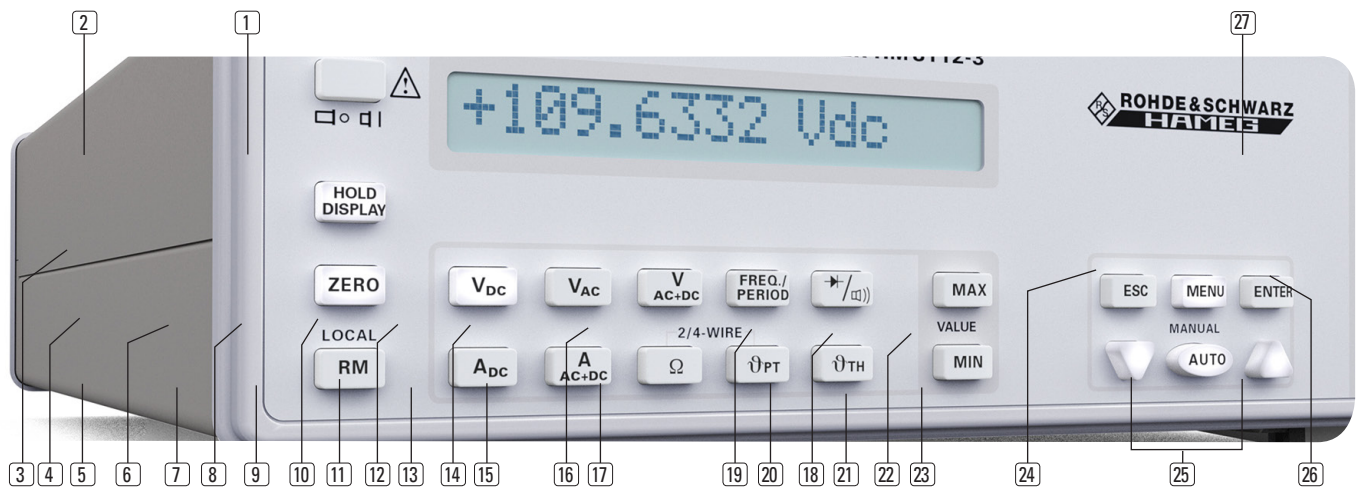 2
1
27
HM8112-3
+109.6332 Vdc
R S
ROHDE&SCHWARZ
HAMEG
HOLD
DISPLAY
ZERO
VDC
VAC
V
AC+DC
FREQ./
PERIOD
MAX
ESC
MENU
ENTER
LOCAL
2/4-WIRE
VALUE
MANUAL
RM
ADC
A
AC+DC
Ω
ϑPT
ϑTH
MIN
AUTO
3
4
5
6
7
8
9
10
11
12
13
14
15
16
17
19
20
18
21
22
23
24
25
26